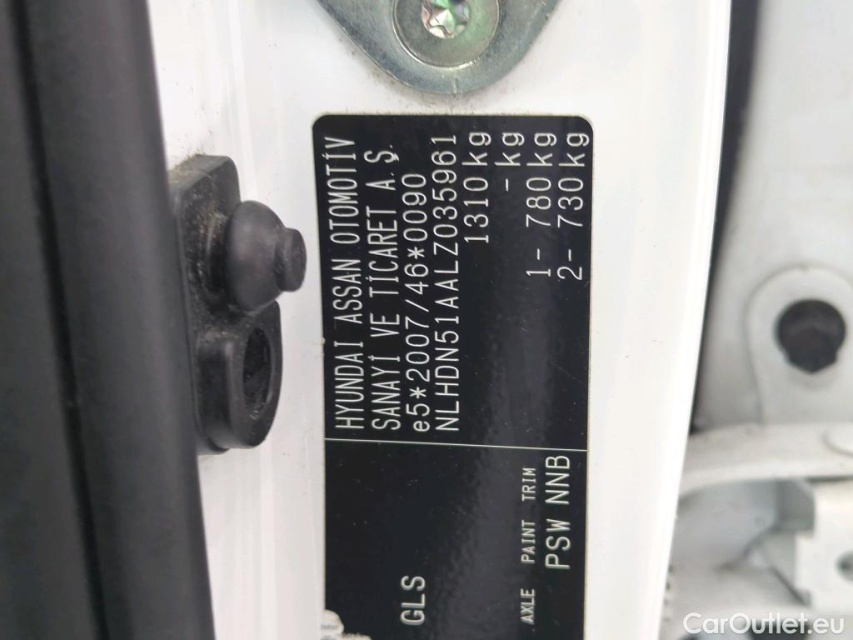 HYUNDAI ASSAN OTOMOTİV
SANAYİ VE TİCARET A.Ş.
e5*2007/46*0090
NLHDN51AALZ035961
1310 kg
- kg
1- 780 kg
2- 730 kg
GLS
AXLE PAINT TRIM
PSW NNB
CarOutlet.eu